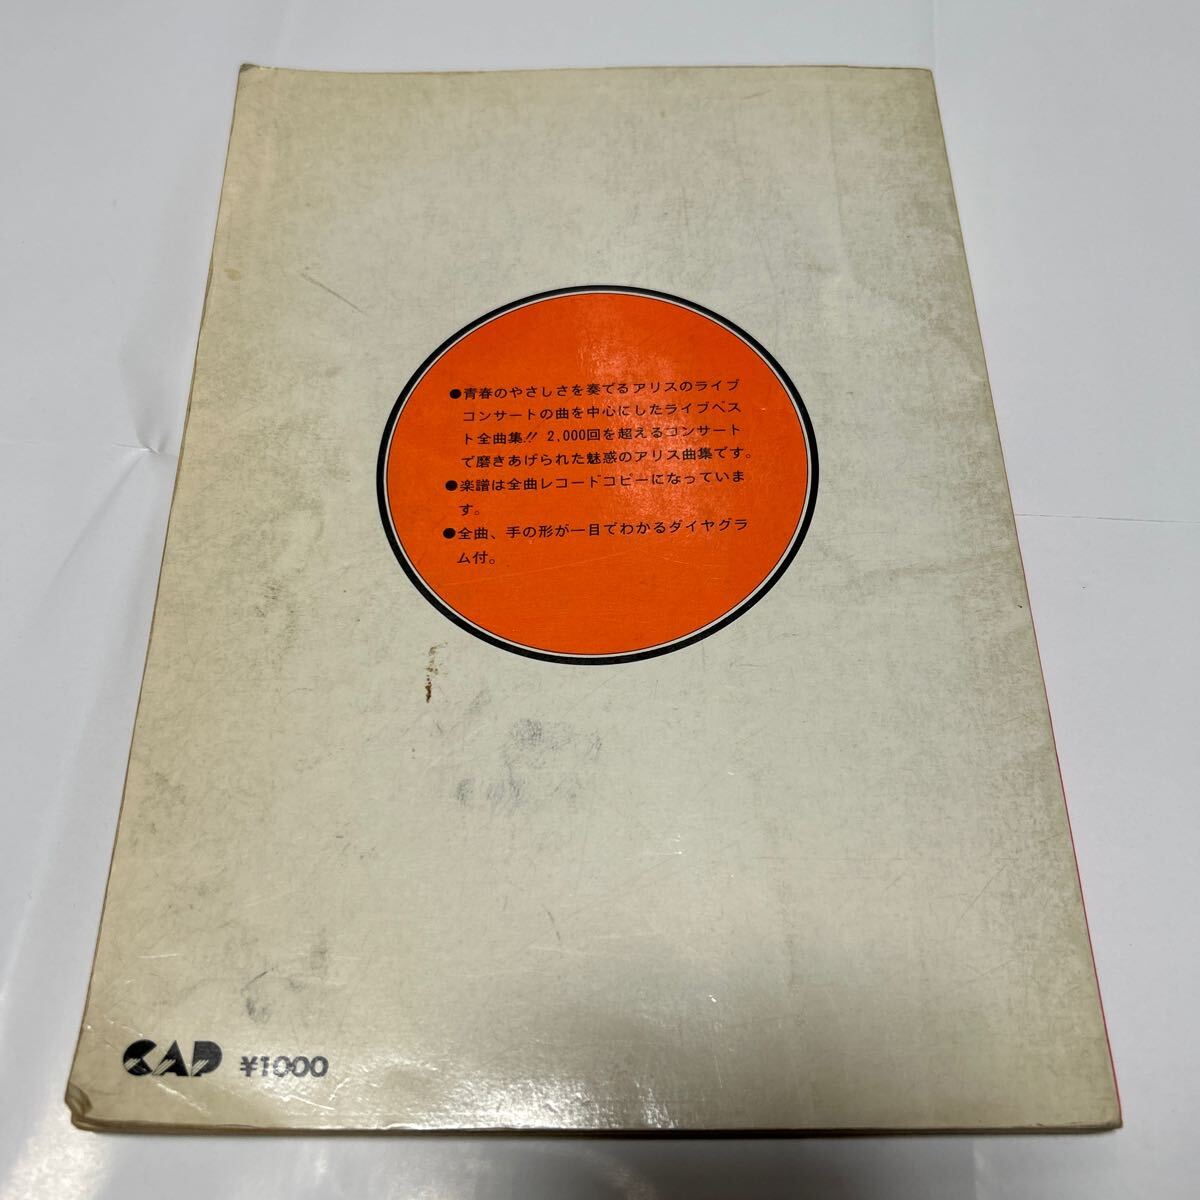 ●青春のやさしさを奏でるアリスのライブ
コンサートの曲を中心にしたライブベス
ト全曲集!! 2,000回を超えるコンサート
で磨きあげられた魅惑のアリス曲集です。
●楽譜は全曲レコードコピーになっていま
す。
●全曲、手の形が一目でわかるダイヤグラ
ム付。
CAD ¥1000